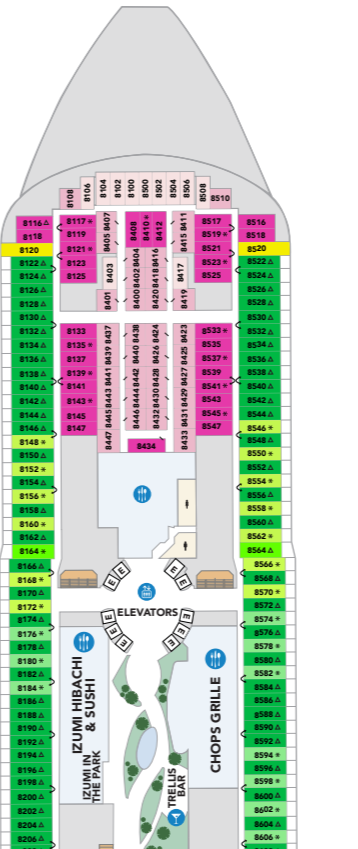 8108 8106 8104 8102 8100 8500 8502 8504 8506 8508 8510
8116△ 8117✳ 8405 8407 8408 8410✳ 8412 8415 8411 8517 8516
8118 8119 8519✳ 8518
8120 8121✳ 8521 8520
8122△ 8123 8403 8402 8404 8418 8416 8417 8523✳ 8522△
8124△ 8125 8525 8524△
8126△ 8526△
8128△ 8401 8400 8420 8419 8528△
8130△ 8530△
8132△ 8133 8439 8437 8440 8438 8426 8424 8425 8423 8533✳ 8532△
8134△ 8135✳ 8535 8534△
8136△ 8137 8537✳ 8536△
8138△ 8139✳ 8443 8441 8444 8442 8430 8428 8429 8427 8539 8538△
8140△ 8141 8541✳ 8540△
8142△ 8143✳ 8543 8542△
8144△ 8145 8447 8445 8446 8432 8433 8431 8545✳ 8544△
8146△ 8147 8547 8546✳
8148✳ 8434 8548△
8150△ 8550✳
8152✳ 8552△
8154△ 8554✳
8156✳ 8556△
8158△ 8558✳
8160✳ 8560△
8162△ 8562✳
8164✳ 8564△
8166△ 8566✳
8168✳ E E E E 8568△
8170△ 8570✳
8172✳ ELEVATORS 8572△
8174△ E E E E E E 8574✳
8176✳ 8576△
8178△ 8578✳
8180✳ 8580△
8182△ 8582✳
8184✳ 8584△
8186△ 8586△
8188△ 8588△
8190△ 8590△
8192△ 8592△
8194△ 8594✳
8196△ 8596△
8198△ 8598✳
8200△ 8600△
8202△ 8602✳
8204△ 8604△
8206△ 8606✳
IZUMI HIBACHI
& SUSHI
IZUMI IN
THE PARK
TRELLIS
BAR
CHOPS GRILLE